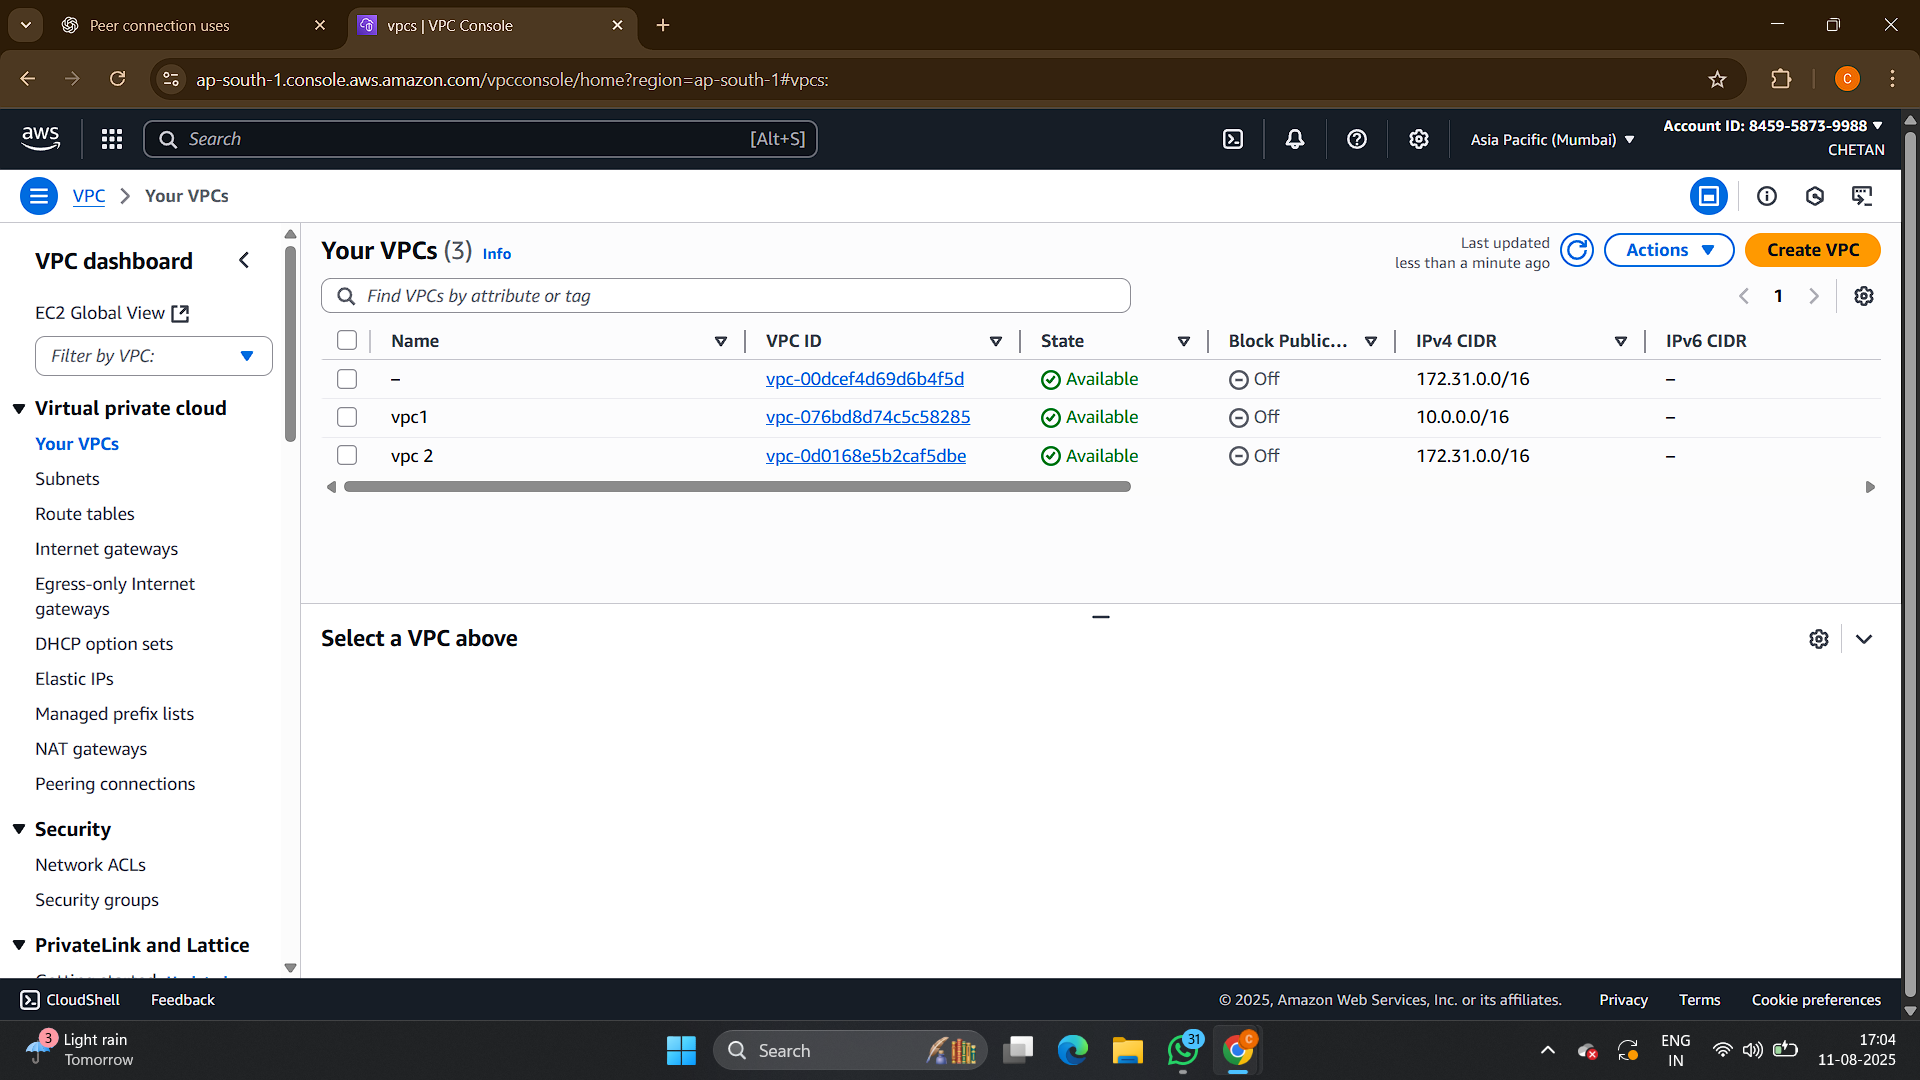 Peer connection uses
vpcs | VPC Console
ap-south-1.console.aws.amazon.com/vpcconsole/home?region=ap-south-1#vpcs:
C
aws
Search
[Alt+S]
Asia Pacific (Mumbai)
Account ID: 8459-5873-9988
CHETAN
VPC
Your VPCs
VPC dashboard
EC2 Global View
Filter by VPC:
Virtual private cloud
Your VPCs
Subnets
Route tables
Internet gateways
Egress-only Internet
gateways
DHCP option sets
Elastic IPs
Managed prefix lists
NAT gateways
Peering connections
Security
Network ACLs
Security groups
PrivateLink and Lattice
Your VPCs (3) Info
Last updated
less than a minute ago
Actions
Create VPC
Find VPCs by attribute or tag
1
Name VPC ID State Block Public... IPv4 CIDR IPv6 CIDR
– vpc-00dcef4d69d6b4f5d Available Off 172.31.0.0/16 –
vpc1 vpc-076bd8d74c5c58285 Available Off 10.0.0.0/16 –
vpc 2 vpc-0d0168e5b2caf5dbe Available Off 172.31.0.0/16 –
Select a VPC above
CloudShell Feedback
© 2025, Amazon Web Services, Inc. or its affiliates. Privacy Terms Cookie preferences
3
Light rain
Tomorrow
Search
31
C
ENG
IN
17:04
11-08-2025